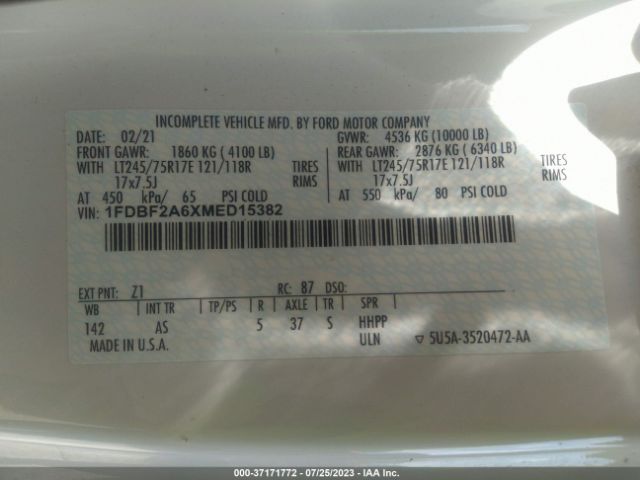 INCOMPLETE VEHICLE MFD. BY FORD MOTOR COMPANY
DATE: 02/21 GVWR: 4536 KG (10000 LB)
FRONT GAWR: 1860 KG ( 4100 LB) REAR GAWR: 2876 KG ( 6340 LB)
WITH LT245/75R17E 121/118R TIRES WITH LT245/75R17E 121/118R TIRES
17x7.5J RIMS 17x7.5J RIMS
AT 450 kPa/ 65 PSI COLD AT 550 kPa/ 80 PSI COLD
VIN: 1FDBF2A6XMED15382
EXT PNT: Z1 RC: 87 DSO:
WB INT TR TP/PS R AXLE TR SPR
142 AS 5 37 S HHPP
MADE IN U.S.A. ULN 5U5A-3520472-AA
000-37171772 / 07/25/2023 - IAA Inc.